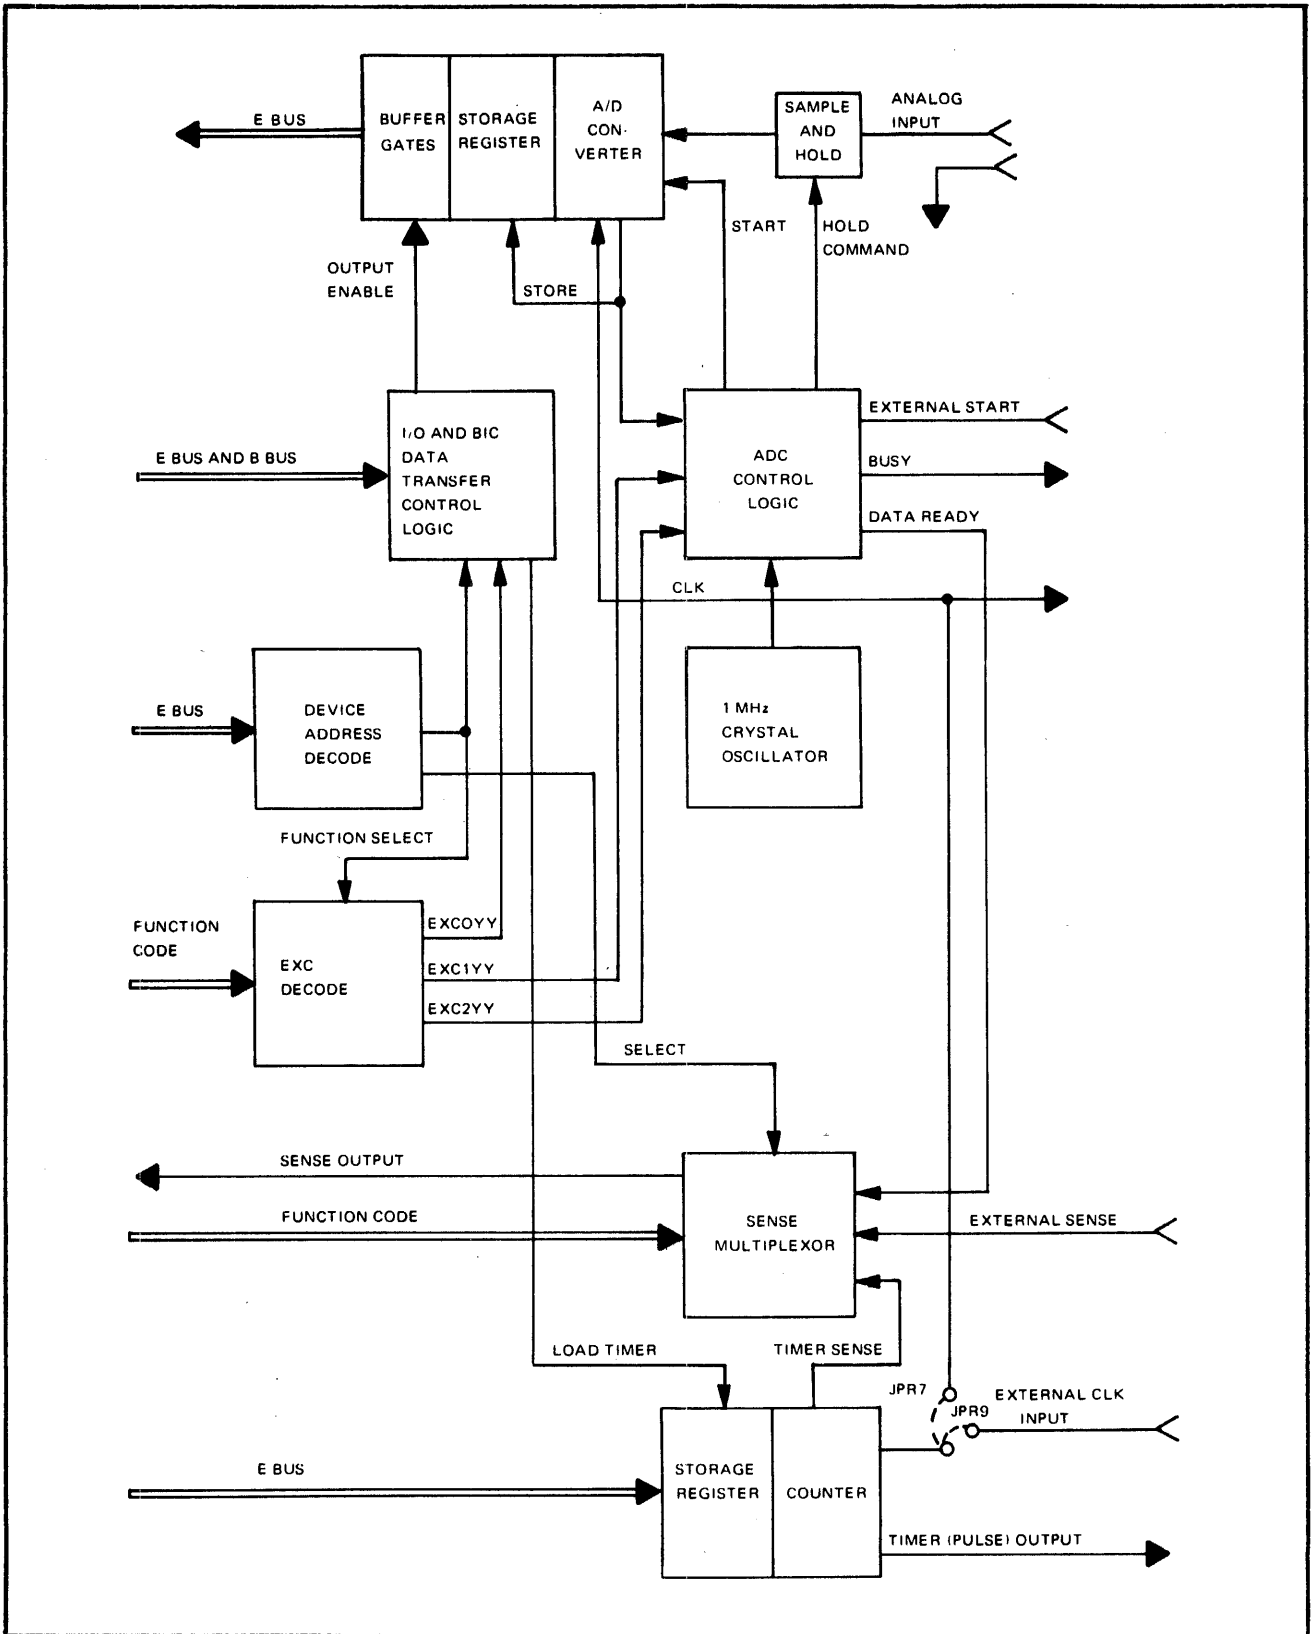 E BUS
BUFFER
GATES
STORAGE
REGISTER
A/D
CON-
VERTER
SAMPLE
AND
HOLD
ANALOG
INPUT
START
HOLD
COMMAND
OUTPUT
ENABLE
STORE
E BUS AND B BUS
I/O AND BIC
DATA
TRANSFER
CONTROL
LOGIC
ADC
CONTROL
LOGIC
EXTERNAL START
BUSY
DATA READY
CLK
E BUS
DEVICE
ADDRESS
DECODE
1 MHz
CRYSTAL
OSCILLATOR
FUNCTION SELECT
FUNCTION
CODE
EXC
DECODE
EXC0YY
EXC1YY
EXC2YY
SELECT
SENSE OUTPUT
FUNCTION CODE
SENSE
MULTIPLEXOR
EXTERNAL SENSE
LOAD TIMER
TIMER SENSE
JPR7
JPR9
EXTERNAL CLK
INPUT
E BUS
STORAGE
REGISTER
COUNTER
TIMER (PULSE) OUTPUT